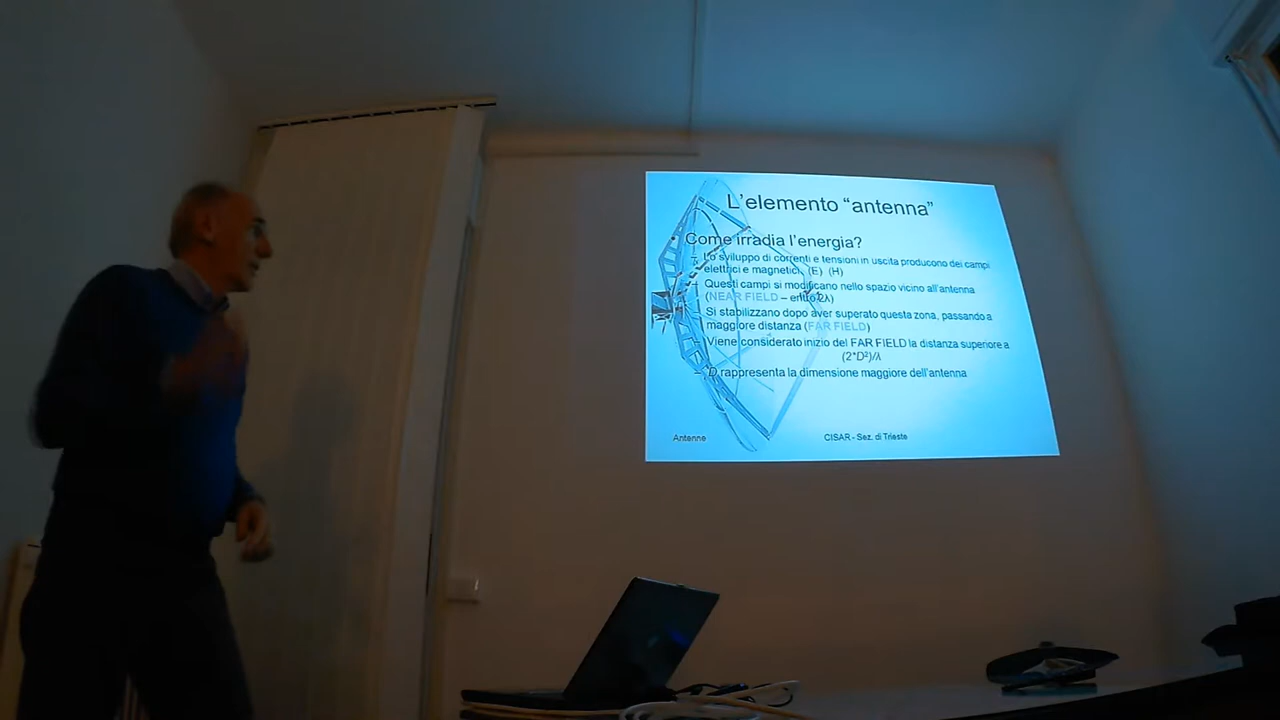 L'elemento “antenna”
• Come irradia l'energia?
– Lo sviluppo di correnti e tensioni in uscita producono dei campi
elettrici e magnetici (E) (H)
– Questi campi si modificano nello spazio vicino all'antenna
(NEAR FIELD – entro 2λ)
– Si stabilizzano dopo aver superato questa zona, passando a
maggiore distanza (FAR FIELD)
– Viene considerato inizio del FAR FIELD la distanza superiore a
(2*D²)/λ
– D rappresenta la dimensione maggiore dell'antenna
Antenne
CISAR - Sez. di Trieste